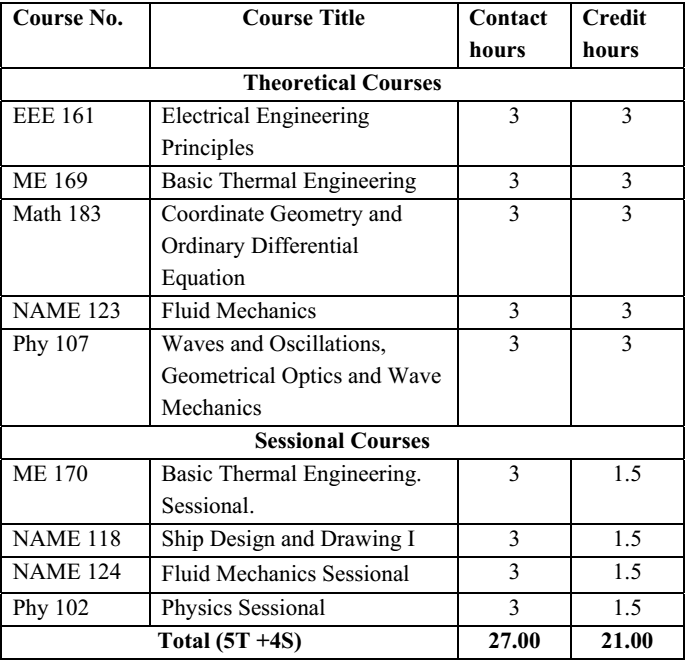 Course No. Course Title Contact hours Credit hours
Theoretical Courses
EEE 161 Electrical Engineering Principles 3 3
ME 169 Basic Thermal Engineering 3 3
Math 183 Coordinate Geometry and Ordinary Differential Equation 3 3
NAME 123 Fluid Mechanics 3 3
Phy 107 Waves and Oscillations, Geometrical Optics and Wave Mechanics 3 3
Sessional Courses
ME 170 Basic Thermal Engineering. Sessional. 3 1.5
NAME 118 Ship Design and Drawing I 3 1.5
NAME 124 Fluid Mechanics Sessional 3 1.5
Phy 102 Physics Sessional 3 1.5
Total (5T +4S) 27.00 21.00